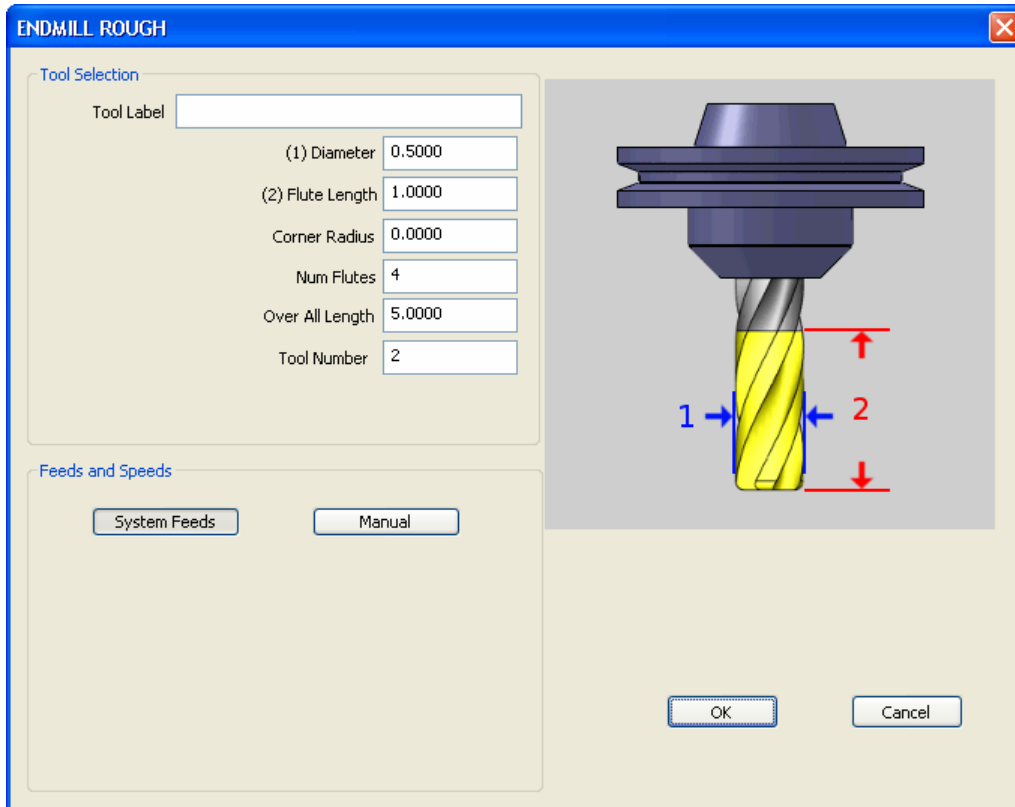 ENDMILL ROUGH
Tool Selection
Tool Label
(1) Diameter 0.5000
(2) Flute Length 1.0000
Corner Radius 0.0000
Num Flutes 4
Over All Length 5.0000
Tool Number 2
1
2
Feeds and Speeds
System Feeds Manual
OK Cancel